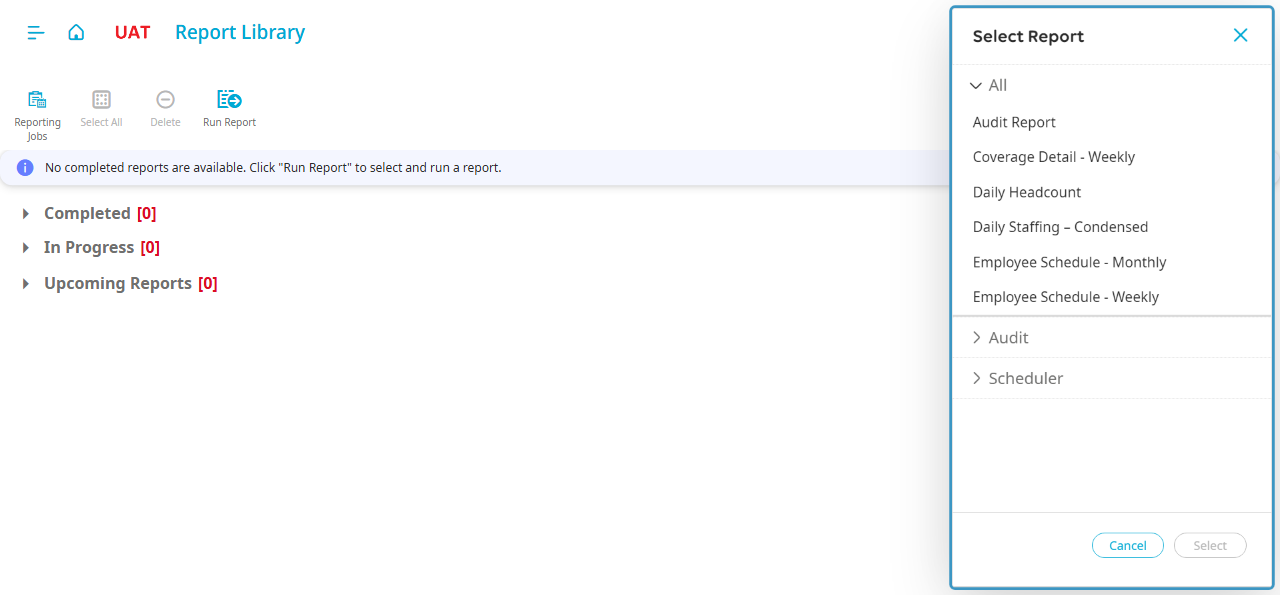 UAT Report Library
Reporting
Jobs
Select All
Delete
Run Report
No completed reports are available. Click "Run Report" to select and run a report.
Completed [0]
In Progress [0]
Upcoming Reports [0]
Select Report
All
Audit Report
Coverage Detail - Weekly
Daily Headcount
Daily Staffing – Condensed
Employee Schedule - Monthly
Employee Schedule - Weekly
Audit
Scheduler
Cancel
Select